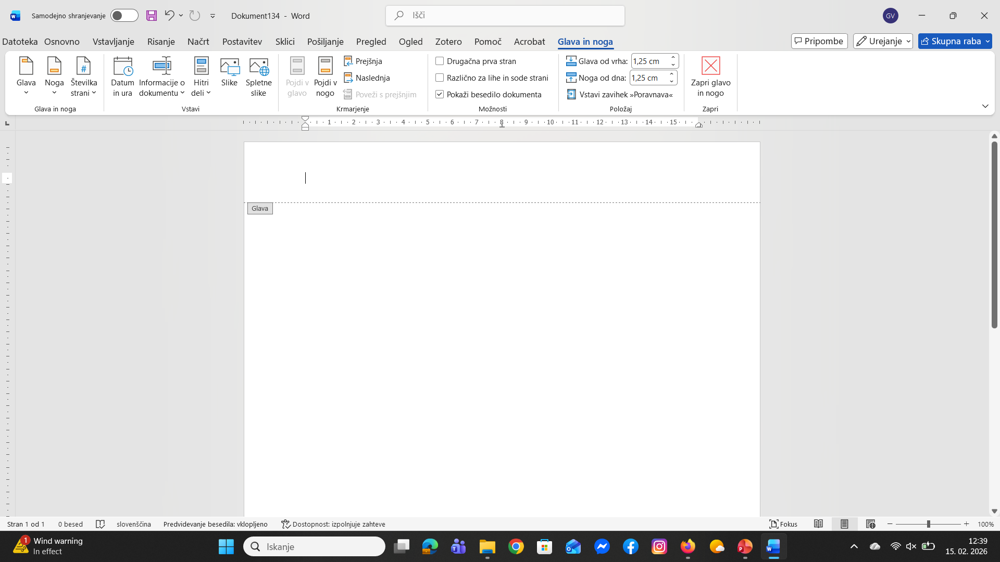 Samodejno shranjevanje
Dokument134 - Word
Išči
GV
Datoteka Osnovno Vstavljanje Risanje Načrt Postavitev Sklici Pošiljanje Pregled Ogled Zotero Pomoč Acrobat Glava in noga
Pripombe Urejanje Skupna raba
Glava
Noga
Številka
strani
Glava in noga
Datum
in ura
Informacije o
dokumentu
Hitri
deli
Slike
Spletne
slike
Vstavi
Pojdi v
glavo
Pojdi v
nogo
Prejšnja
Naslednja
Poveži s prejšnjim
Krmarjenje
Drugačna prva stran
Različno za lihe in sode strani
Pokaži besedilo dokumenta
Možnosti
Glava od vrha: 1,25 cm
Noga od dna: 1,25 cm
Vstavi zavihek »Poravnava«
Položaj
Zapri glavo
in nogo
Zapri
1 2 3 4 5 6 7 8 9 10 11 12 13 14 15
Glava
Stran 1 od 1 0 besed slovenščina Predvidevanje besedila: vklopljeno Dostopnost: izpolnjuje zahteve Fokus 100%
1
Wind warning
In effect
Iskanje
12:39
15. 02. 2026